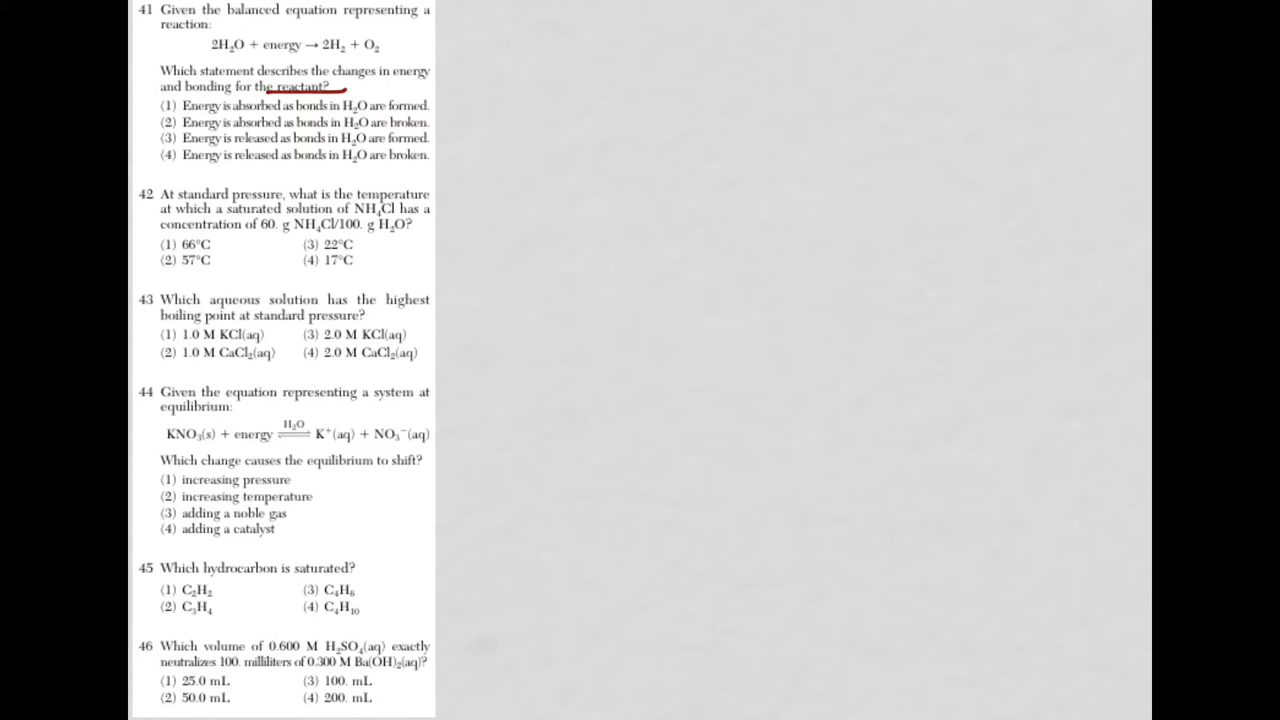 41 Given the balanced equation representing a
reaction:
2H₂O + energy → 2H₂ + O₂
Which statement describes the changes in energy
and bonding for the reactant?
(1) Energy is absorbed as bonds in H₂O are formed.
(2) Energy is absorbed as bonds in H₂O are broken.
(3) Energy is released as bonds in H₂O are formed.
(4) Energy is released as bonds in H₂O are broken.
42 At standard pressure, what is the temperature
at which a saturated solution of NH₄Cl has a
concentration of 60. g NH₄Cl/100. g H₂O?
(1) 66°C (3) 22°C
(2) 57°C (4) 17°C
43 Which aqueous solution has the highest
boiling point at standard pressure?
(1) 1.0 M KCl(aq) (3) 2.0 M KCl(aq)
(2) 1.0 M CaCl₂(aq) (4) 2.0 M CaCl₂(aq)
44 Given the equation representing a system at
equilibrium:
H₂O
KNO₃(s) + energy ⇌ K⁺(aq) + NO₃⁻(aq)
Which change causes the equilibrium to shift?
(1) increasing pressure
(2) increasing temperature
(3) adding a noble gas
(4) adding a catalyst
45 Which hydrocarbon is saturated?
(1) C₂H₂ (3) C₄H₆
(2) C₃H₄ (4) C₄H₁₀
46 Which volume of 0.600 M H₂SO₄(aq) exactly
neutralizes 100. milliliters of 0.300 M Ba(OH)₂(aq)?
(1) 25.0 mL (3) 100. mL
(2) 50.0 mL (4) 200. mL